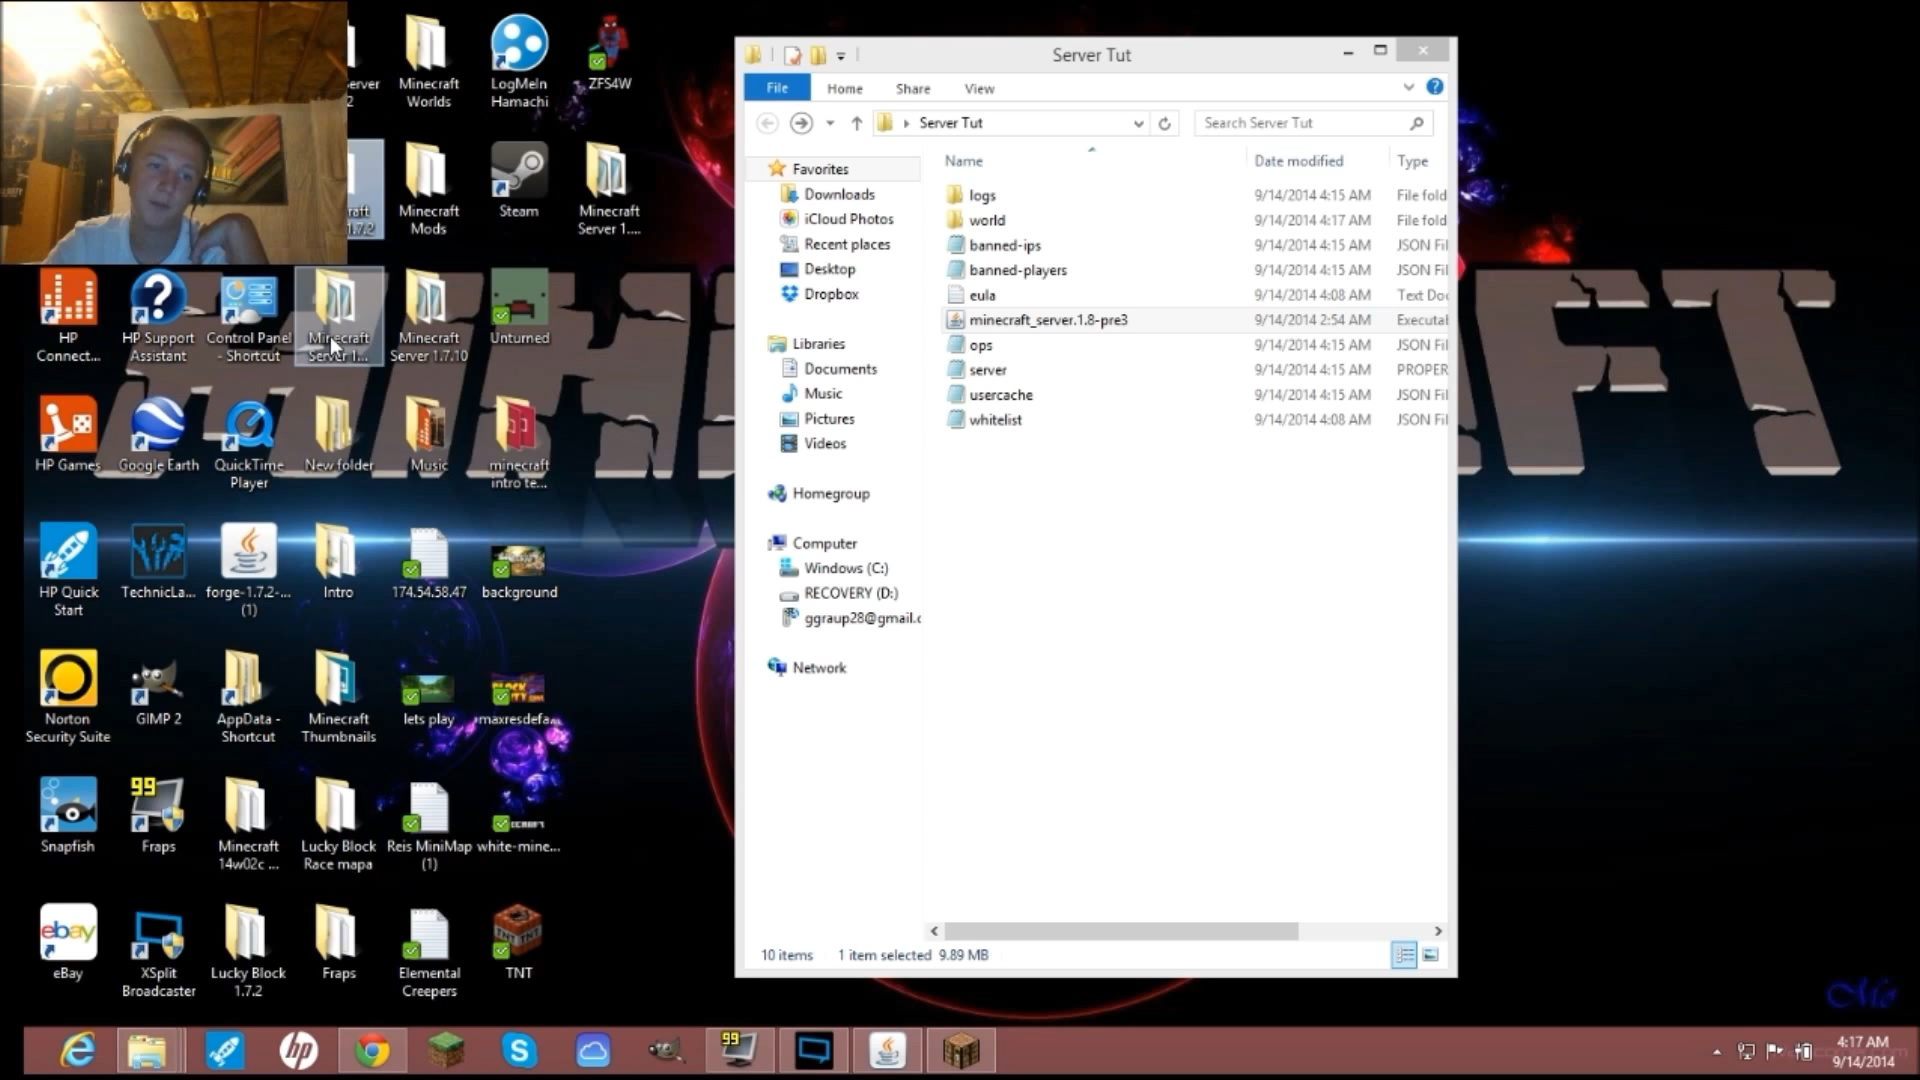 erver
2
Minecraft
Worlds
LogMeIn
Hamachi
ZFS4W
raft
1.7.2
Minecraft
Mods
Steam
Minecraft
Server 1....
HP
Connect...
HP Support
Assistant
Control Panel
- Shortcut
Minecraft
Server 1...
Minecraft
Server 1.7.10
Unturned
HP Games
Google Earth
QuickTime
Player
New folder
Music
minecraft
intro te...
HP Quick
Start
TechnicLa...
forge-1.7.2-...
(1)
Intro
174.54.58.47
background
Norton
Security Suite
GIMP 2
AppData -
Shortcut
Minecraft
Thumbnails
lets play
maxresdefa...
Snapfish
99
Fraps
Minecraft
14w02c ...
Lucky Block
Race mapa
Reis MiniMap
(1)
white-mine...
ebay
eBay
XSplit
Broadcaster
Lucky Block
1.7.2
Fraps
Elemental
Creepers
TNT
TNT
Server Tut
File
Home
Share
View
Server Tut
Search Server Tut
Favorites
Downloads
iCloud Photos
Recent places
Desktop
Dropbox
Libraries
Documents
Music
Pictures
Videos
Homegroup
Computer
Windows (C:)
RECOVERY (D:)
ggraup28@gmail.c
Network
Name Date modified Type
logs 9/14/2014 4:15 AM File fold
world 9/14/2014 4:17 AM File fold
banned-ips 9/14/2014 4:15 AM JSON Fil
banned-players 9/14/2014 4:15 AM JSON Fil
eula 9/14/2014 4:08 AM Text Doc
minecraft_server.1.8-pre3 9/14/2014 2:54 AM Executal
ops 9/14/2014 4:15 AM JSON Fil
server 9/14/2014 4:15 AM PROPER
usercache 9/14/2014 4:15 AM JSON Fil
whitelist 9/14/2014 4:08 AM JSON Fil
10 items 1 item selected 9.89 MB
hp
99
4:17 AM
9/14/2014